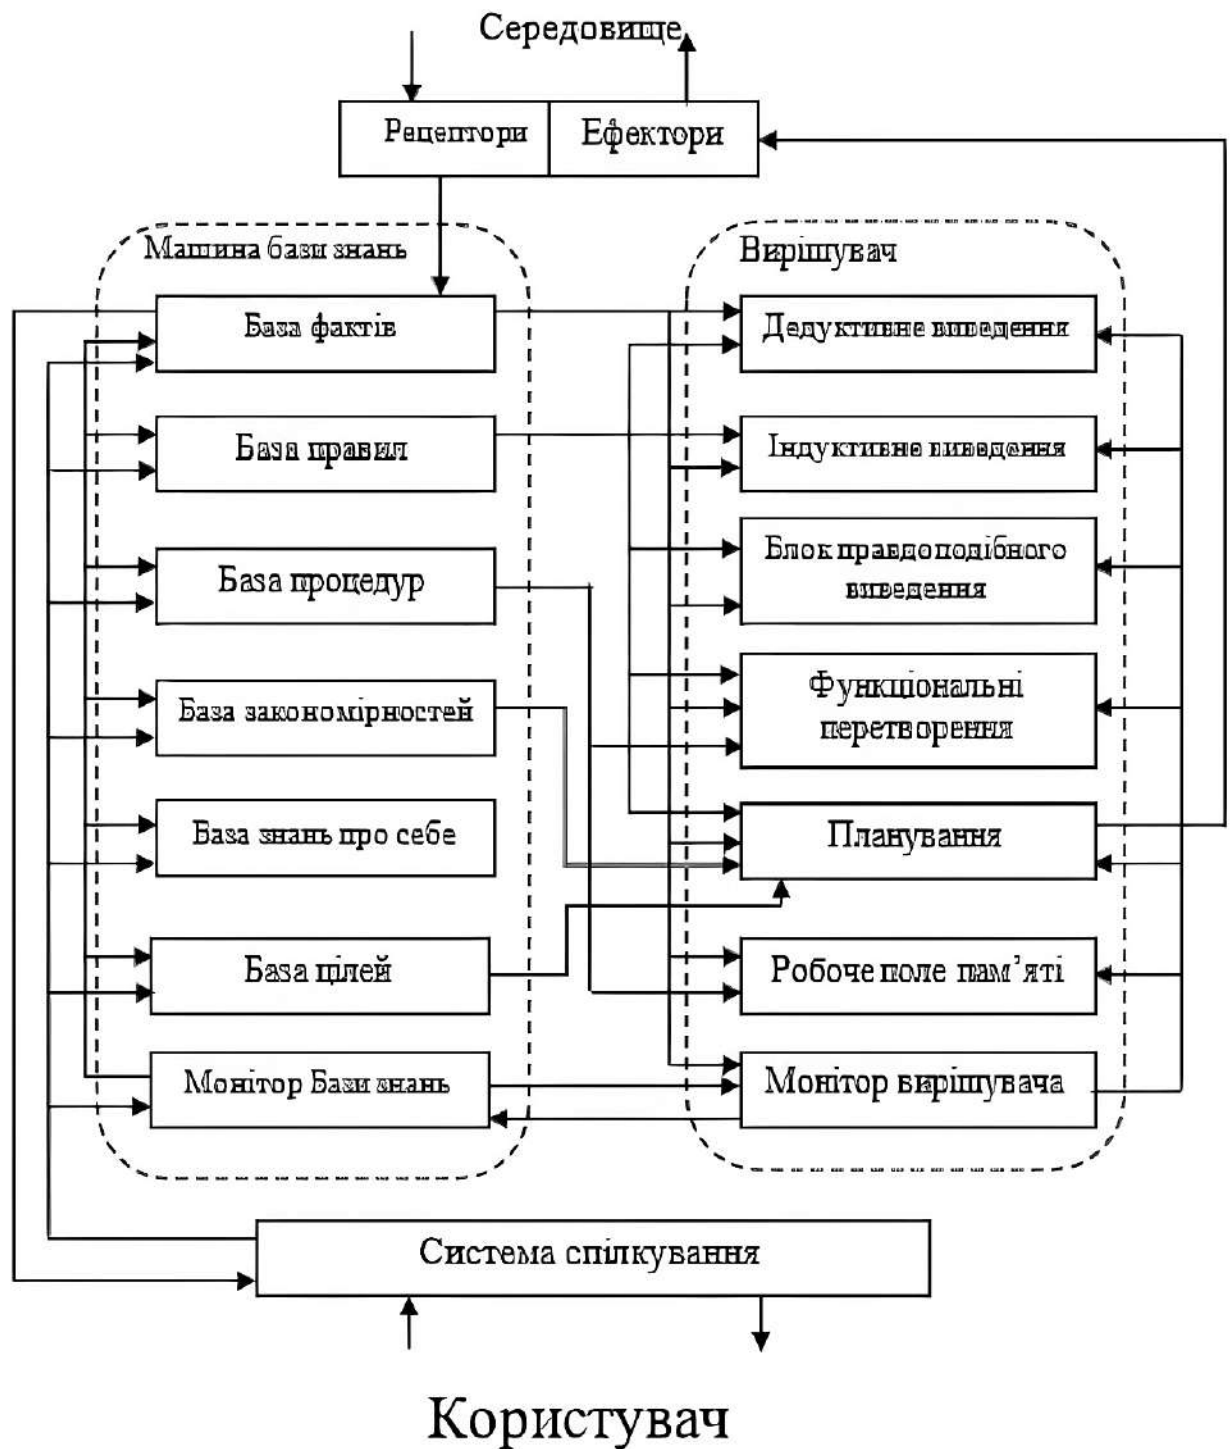 Середовище
Рецептори
Ефектори
Машина бази знань
База фактів
База правил
База процедур
База закономірностей
База знань про себе
База цілей
Монітор Бази знань
Вирішувач
Дедуктивне виведення
Індуктивне виведення
Блок правдоподібного
виведення
Функціональні
перетворення
Планування
Робоче поле пам’яті
Монітор вирішувача
Система спілкування
Користувач